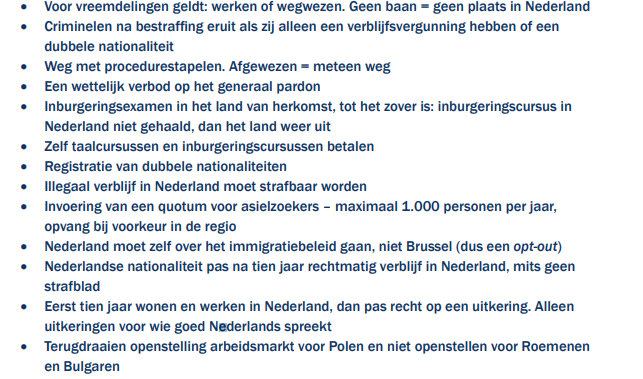 • Voor vreemdelingen geldt: werken of wegwezen. Geen baan = geen plaats in Nederland
• Criminelen na bestraffing eruit als zij alleen een verblijfsvergunning hebben of een
dubbele nationaliteit
• Weg met procedurestapelen. Afgewezen = meteen weg
• Een wettelijk verbod op het generaal pardon
• Inburgeringsexamen in het land van herkomst, tot het zover is: inburgeringscursus in
Nederland niet gehaald, dan het land weer uit
• Zelf taalcursussen en inburgeringscursussen betalen
• Registratie van dubbele nationaliteiten
• Illegaal verblijf in Nederland moet strafbaar worden
• Invoering van een quotum voor asielzoekers – maximaal 1.000 personen per jaar,
opvang bij voorkeur in de regio
• Nederland moet zelf over het immigratiebeleid gaan, niet Brussel (dus een opt-out)
• Nederlandse nationaliteit pas na tien jaar rechtmatig verblijf in Nederland, mits geen
strafblad
• Eerst tien jaar wonen en werken in Nederland, dan pas recht op een uitkering. Alleen
uitkeringen voor wie goed Nederlands spreekt
• Terugdraaien openstelling arbeidsmarkt voor Polen en niet openstellen voor Roemenen
en Bulgaren